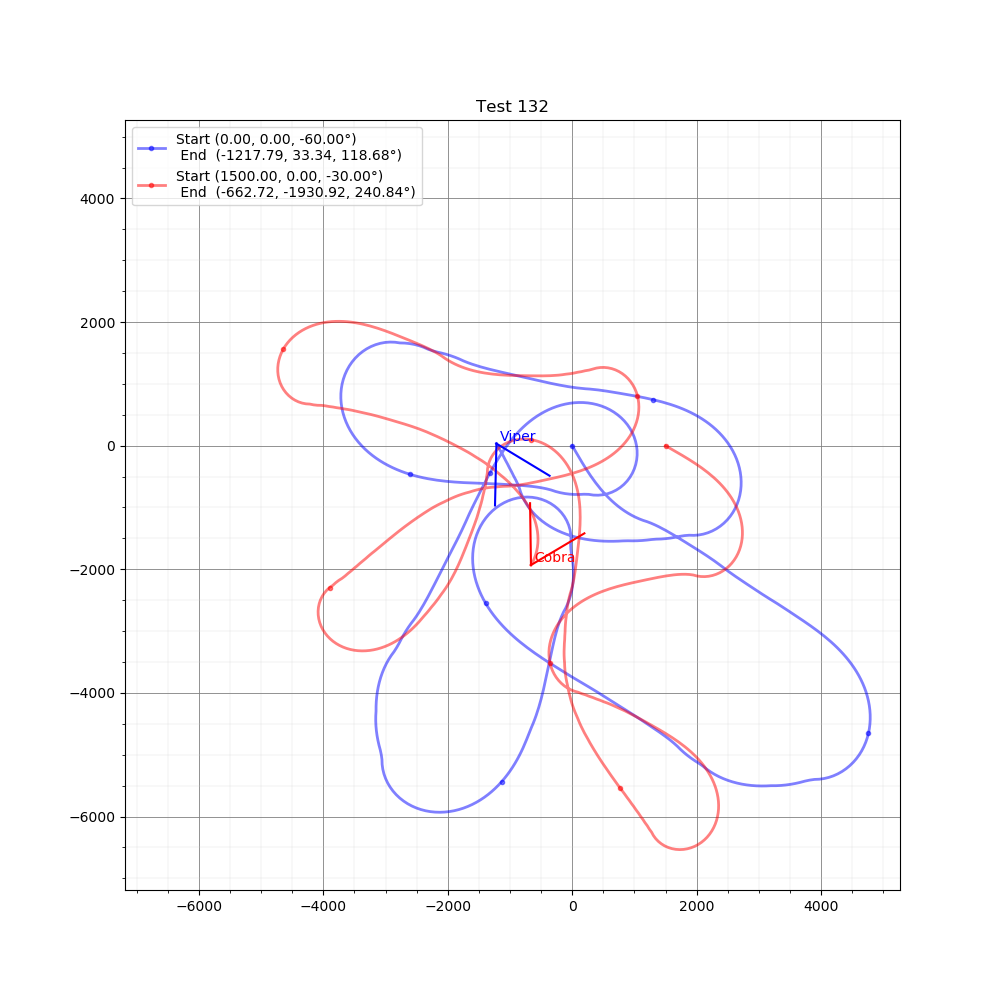 Test 132
Start (0.00, 0.00, -60.00°)
End  (-1217.79, 33.34, 118.68°)
Start (1500.00, 0.00, -30.00°)
End  (-662.72, -1930.92, 240.84°)
4000
2000
0
−2000
−4000
−6000
Viper
Cobra
−6000
−4000
−2000
0
2000
4000